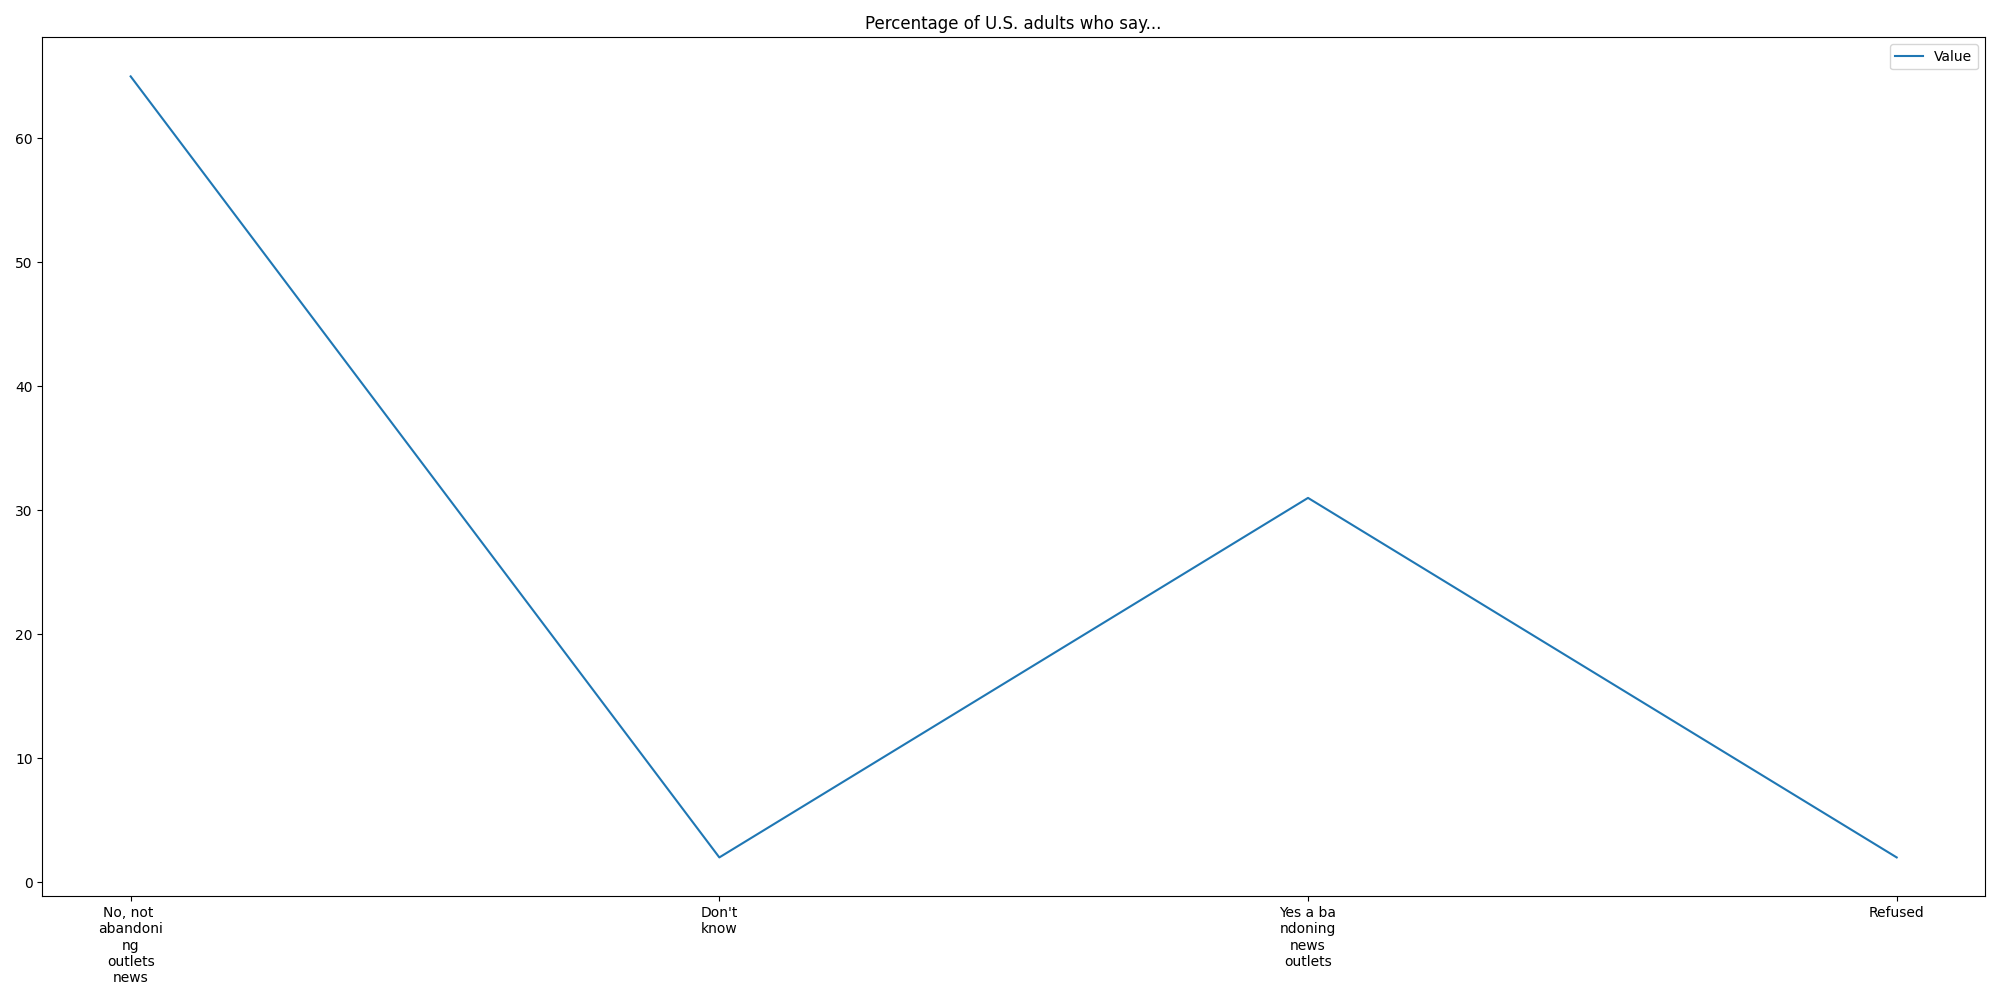 Percentage of U.S. adults who say...
Value
60
50
40
30
20
10
0
No, not
abandoni
ng
outlets
news
Don't
know
Yes a ba
ndoning
news
outlets
Refused